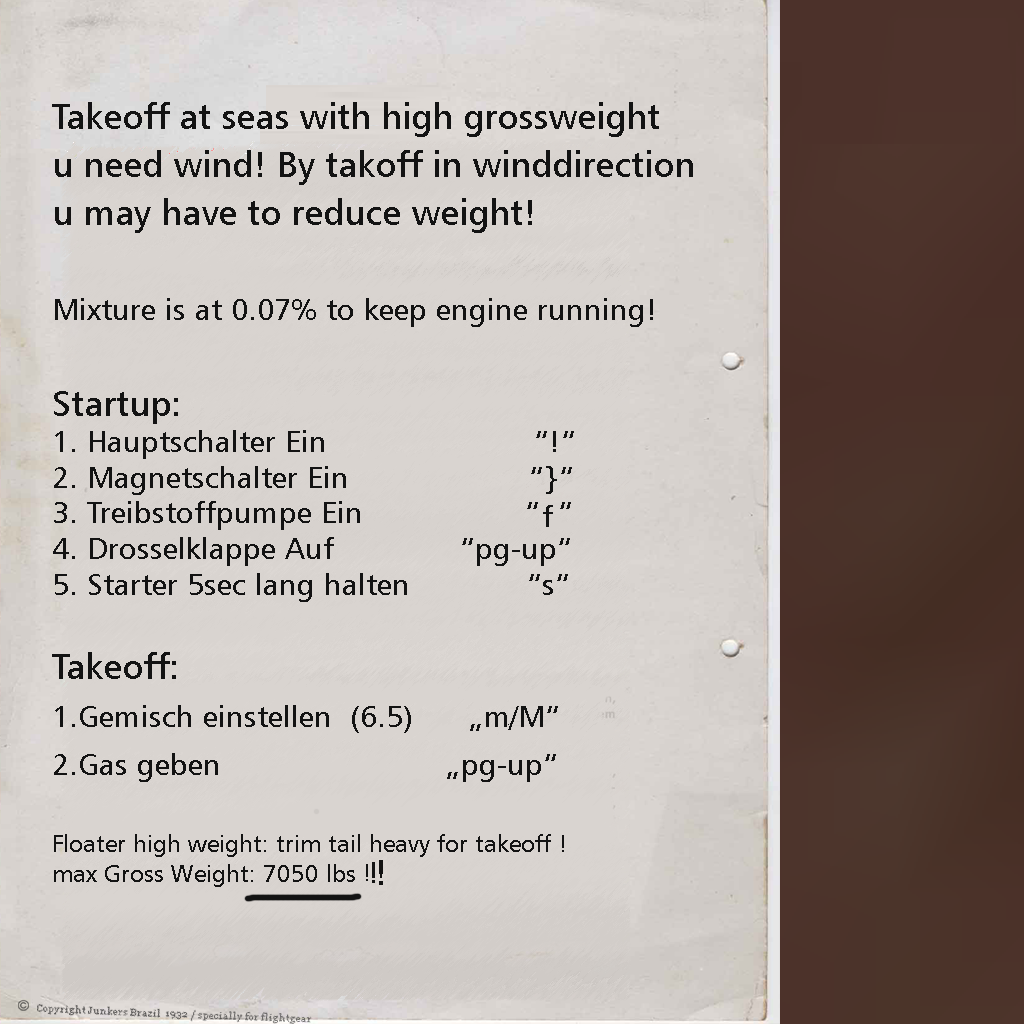 Takeoff at seas with high grossweight
u need wind! By takoff in winddirection
u may have to reduce weight!
Mixture is at 0.07% to keep engine running!
Startup:
1. Hauptschalter Ein ”!”
2. Magnetschalter Ein ”}”
3. Treibstoffpumpe Ein ”f”
4. Drosselklappe Auf ”pg-up”
5. Starter 5sec lang halten ”s”
Takeoff:
1.Gemisch einstellen (6.5) „m/M”
2.Gas geben „pg-up”
Floater high weight: trim tail heavy for takeoff !
max Gross Weight: 7050 lbs !!!
© Copyright Junkers Brazil 1932 / specially for flightgear